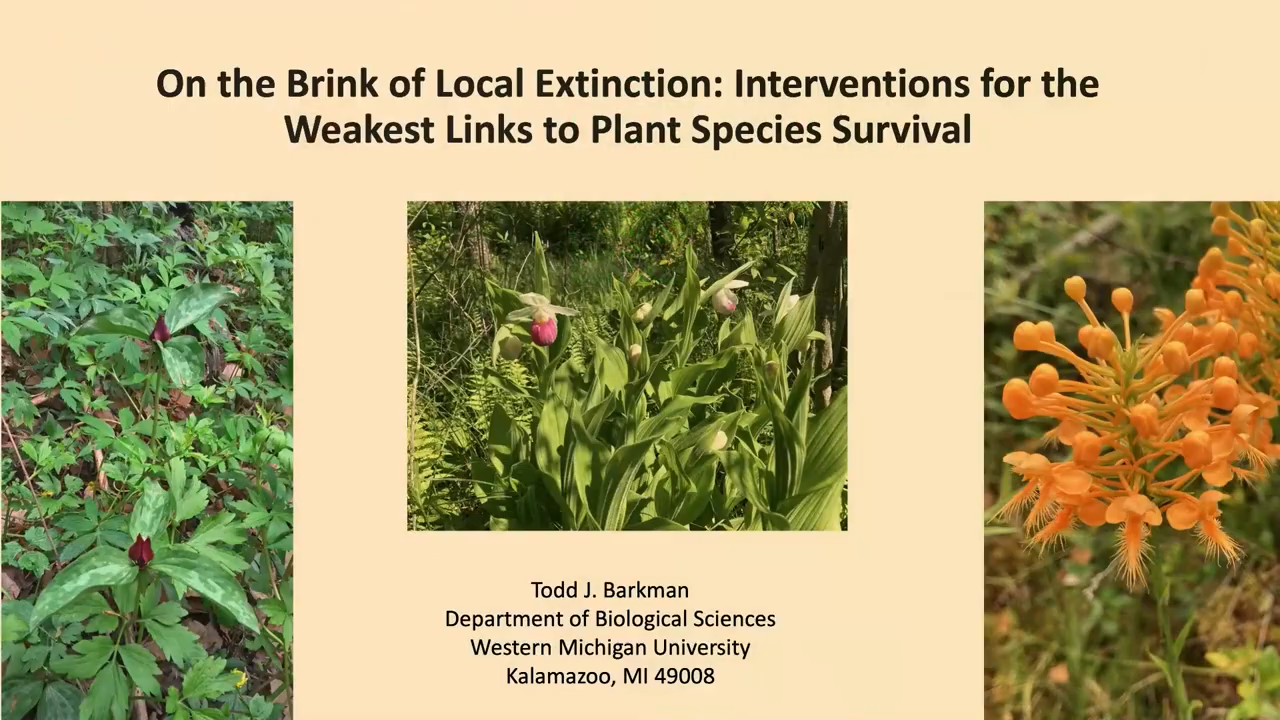 On the Brink of Local Extinction: Interventions for the
Weakest Links to Plant Species Survival
Todd J. Barkman
Department of Biological Sciences
Western Michigan University
Kalamazoo, MI 49008